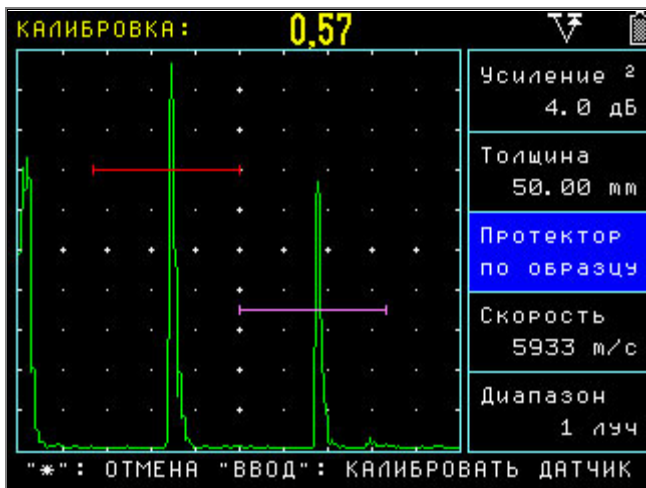 КАЛИБРОВКА: 0,57
Усиление 2
4.0 дБ
Толщина
50.00 mm
Протектор
по образцу
Скорость
5933 m/c
Диапазон
1 луч
"*": ОТМЕНА "ВВОД": КАЛИБРОВАТЬ ДАТЧИК